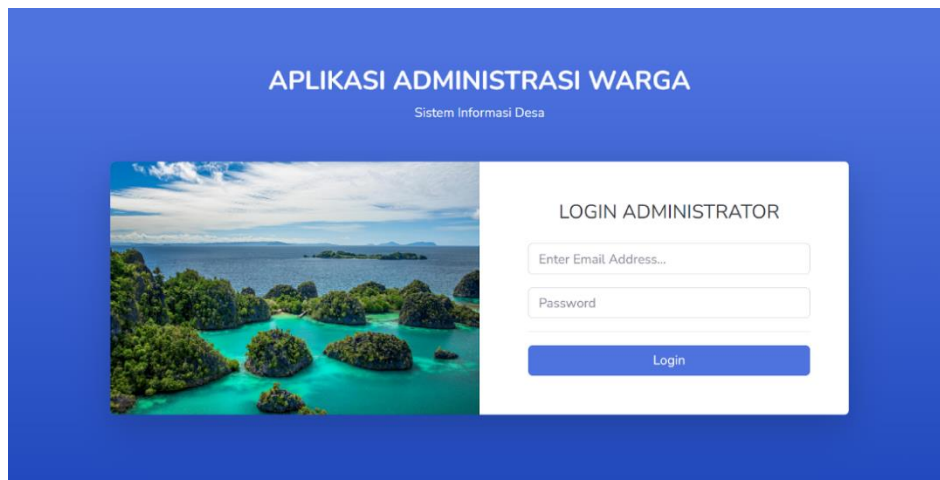 APLIKASI ADMINISTRASI WARGA
Sistem Informasi Desa
LOGIN ADMINISTRATOR
Enter Email Address...
Password
Login